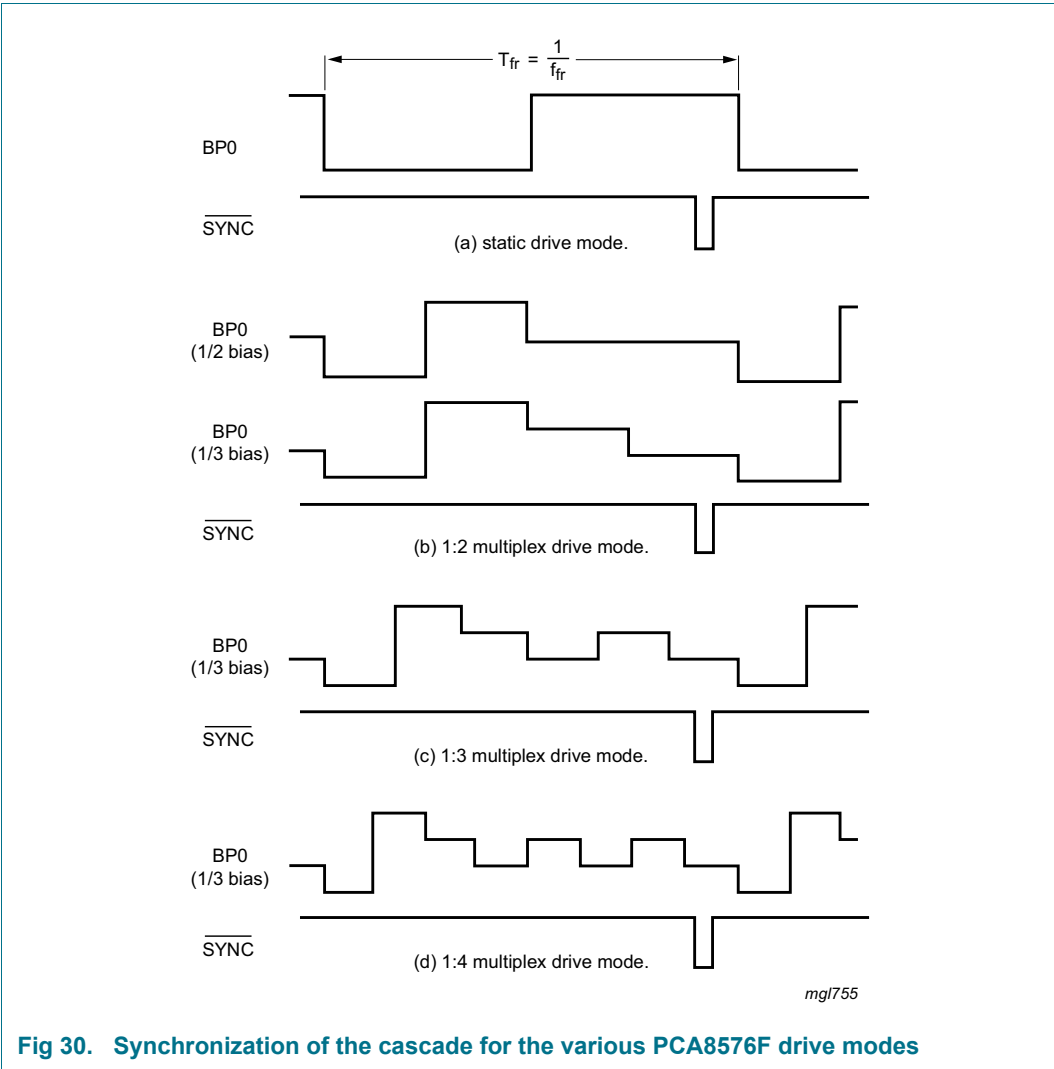 T_fr = 1/f_fr
BP0
SYNC
(a) static drive mode.
BP0
(1/2 bias)
BP0
(1/3 bias)
SYNC
(b) 1:2 multiplex drive mode.
BP0
(1/3 bias)
SYNC
(c) 1:3 multiplex drive mode.
BP0
(1/3 bias)
SYNC
(d) 1:4 multiplex drive mode.
mgl755
Fig 30. Synchronization of the cascade for the various PCA8576F drive modes